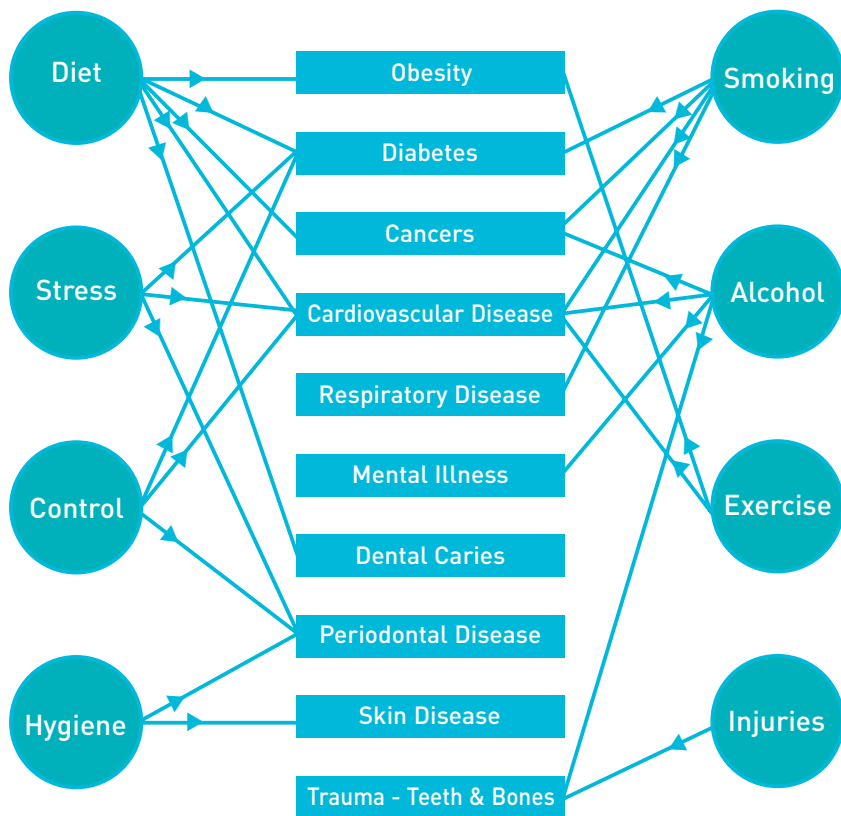 Diet
Stress
Control
Hygiene
Obesity
Diabetes
Cancers
Cardiovascular Disease
Respiratory Disease
Mental Illness
Dental Caries
Periodontal Disease
Skin Disease
Trauma - Teeth & Bones
Smoking
Alcohol
Exercise
Injuries